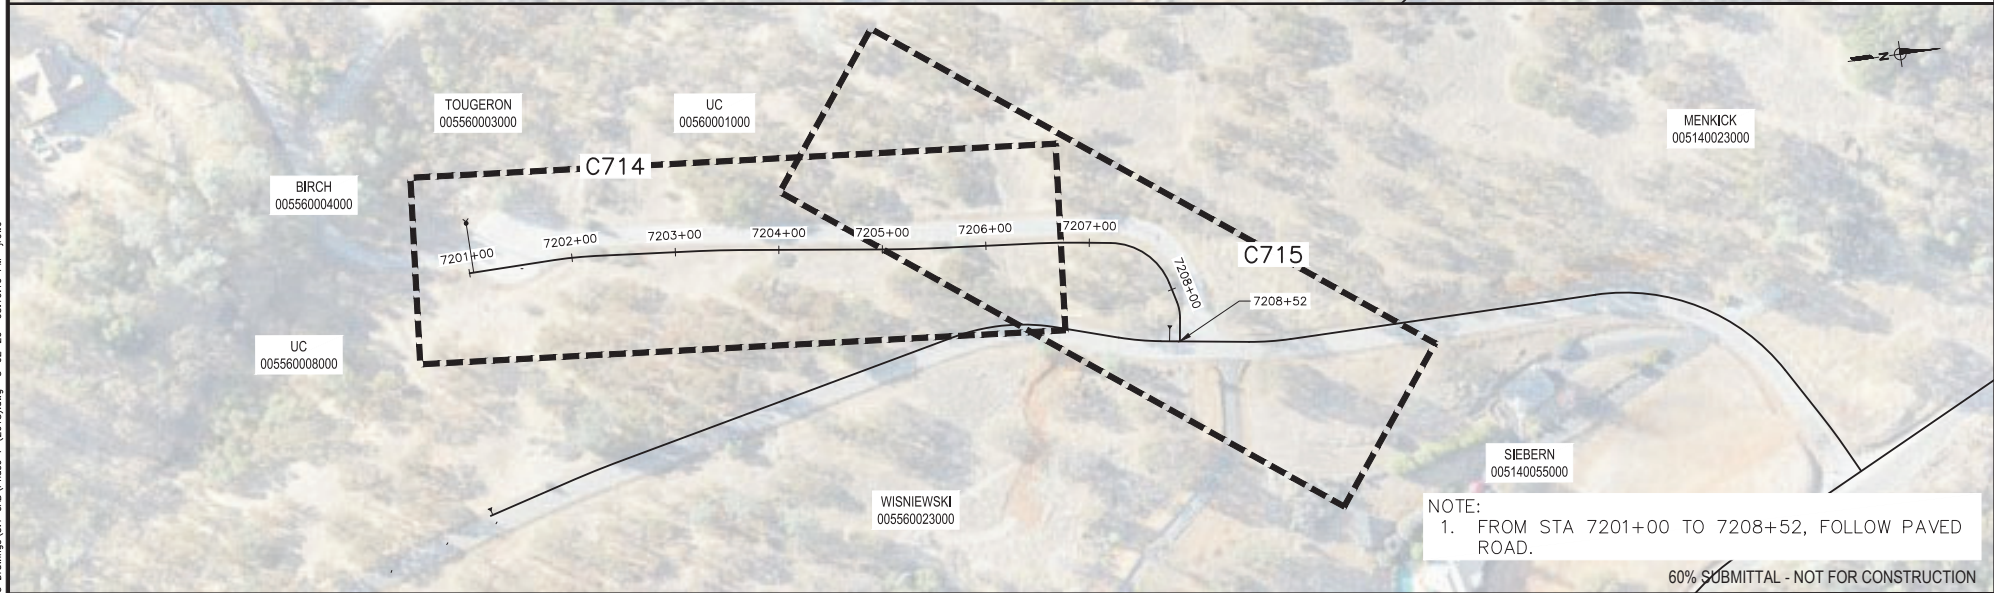 N
TOUGERON
005560003000
UC
00560001000
MENKICK
005140023000
C714
BIRCH
005560004000
7201+00
7202+00
7203+00
7204+00
7205+00
7206+00
7207+00
7208+00
C715
7208+52
UC
005560008000
SIEBERN
005140055000
WISNIEWSKI
005560023000
NOTE:
1. FROM STA 7201+00 TO 7208+52, FOLLOW PAVED
ROAD.
60% SUBMITTAL - NOT FOR CONSTRUCTION